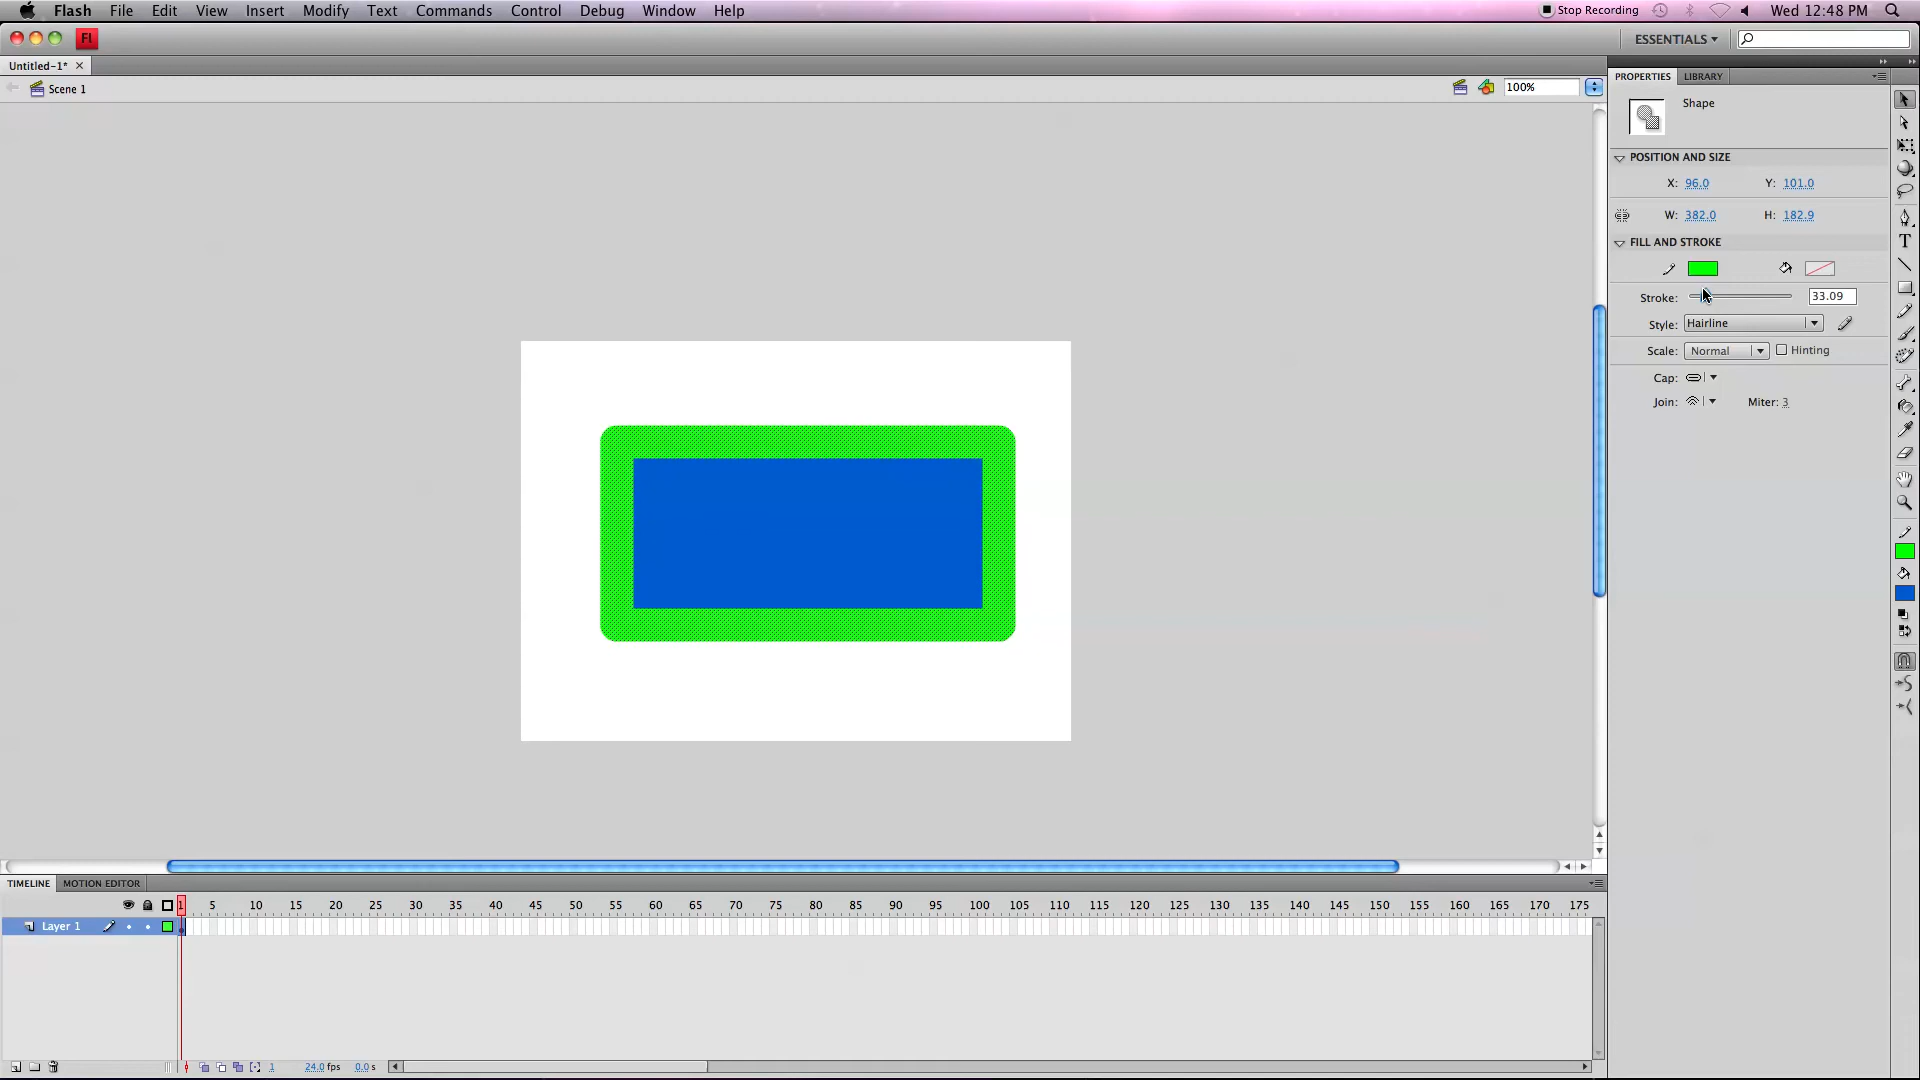 Flash File Edit View Insert Modify Text Commands Control Debug Window Help Stop Recording Wed 12:48 PM
Fl ESSENTIALS
Untitled-1*
Scene 1 100%
PROPERTIES LIBRARY
Shape
POSITION AND SIZE
X: 96.0 Y: 101.0
W: 382.0 H: 182.9
FILL AND STROKE
Stroke: 33.09
Style: Hairline
Scale: Normal Hinting
Cap:
Join: Miter: 3
T
TIMELINE MOTION EDITOR
1 5 10 15 20 25 30 35 40 45 50 55 60 65 70 75 80 85 90 95 100 105 110 115 120 125 130 135 140 145 150 155 160 165 170 175
Layer 1
1 24.0 fps 0.0 s